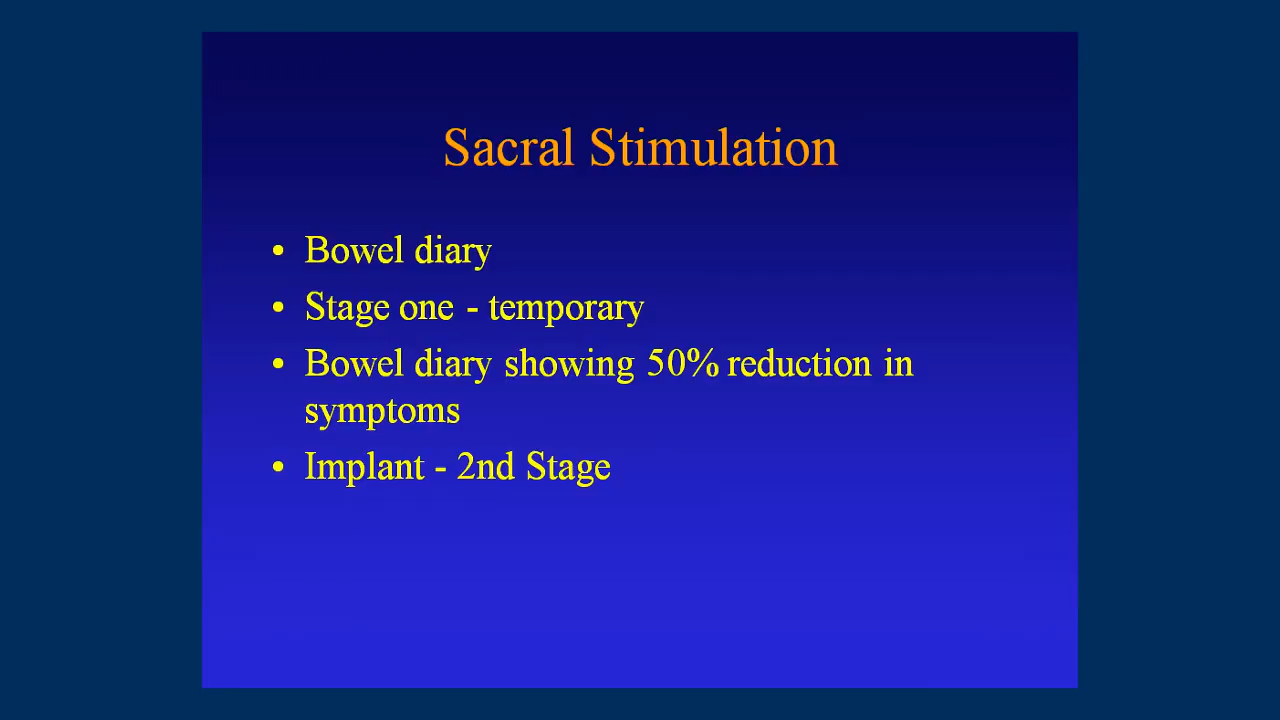 Sacral Stimulation
• Bowel diary
• Stage one - temporary
• Bowel diary showing 50% reduction in
symptoms
• Implant - 2nd Stage